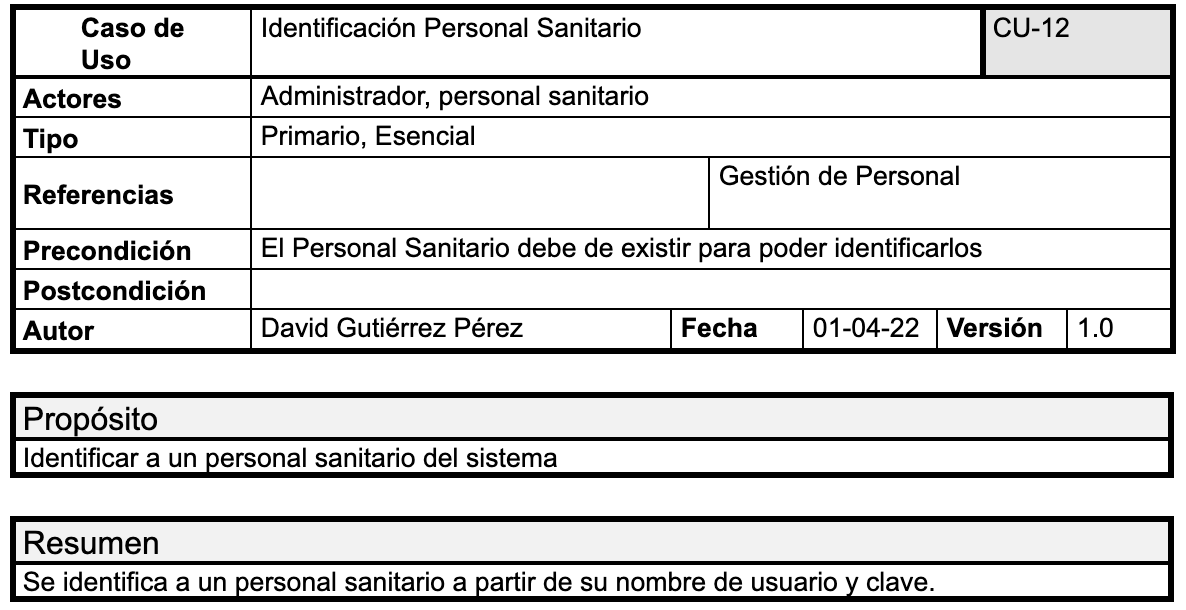 Caso de Uso Identificación Personal Sanitario CU-12
Actores Administrador, personal sanitario
Tipo Primario, Esencial
Referencias Gestión de Personal
Precondición El Personal Sanitario debe de existir para poder identificarlos
Postcondición
Autor David Gutiérrez Pérez Fecha 01-04-22 Versión 1.0
Propósito
Identificar a un personal sanitario del sistema
Resumen
Se identifica a un personal sanitario a partir de su nombre de usuario y clave.